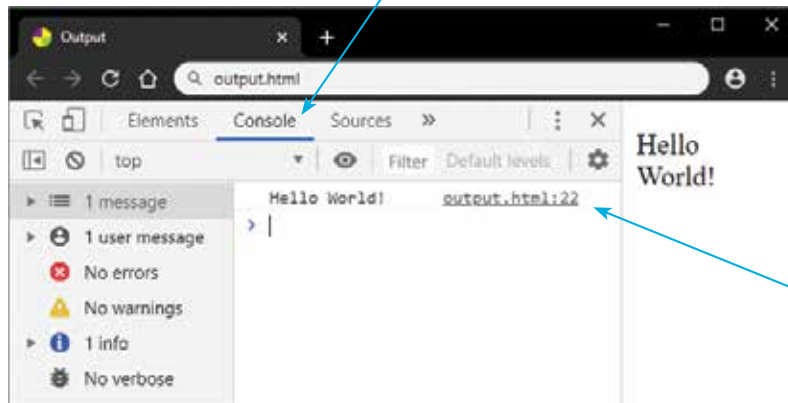 Output
output.html
Elements Console Sources »
top Filter Default levels
1 message
1 user message
No errors
No warnings
1 info
No verbose
Hello World! output.html:22
>
Hello
World!